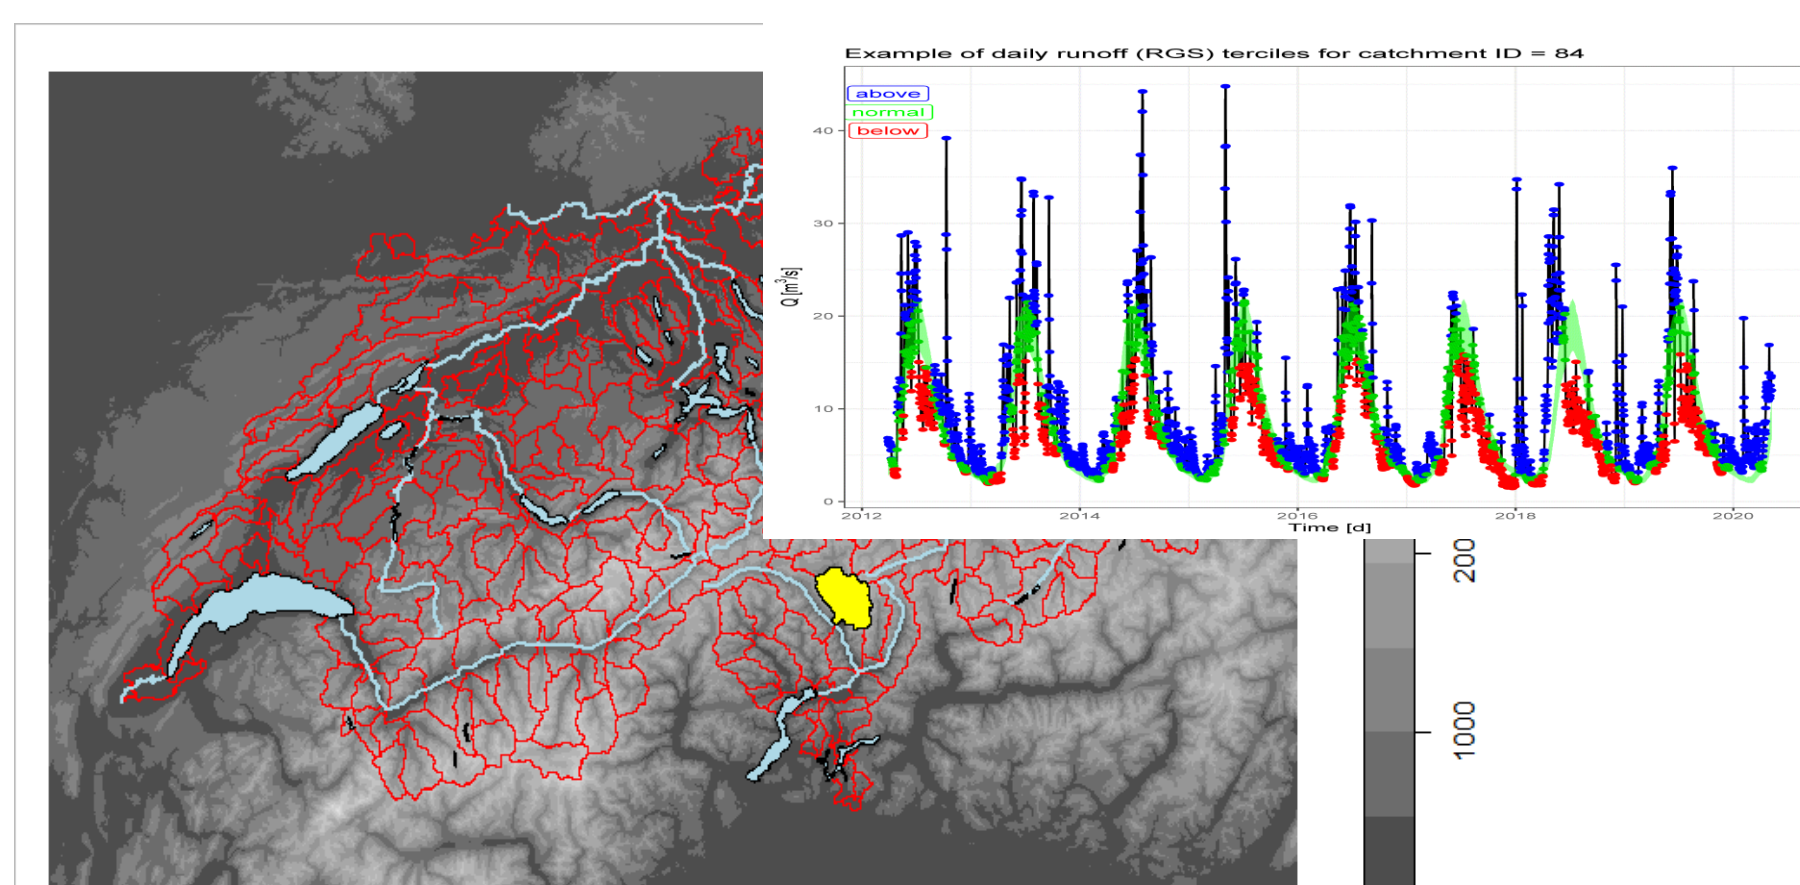 Example of daily runoff (RGS) terciles for catchment ID = 84
above
normal
below
40
30
20
10
0
Q [m³/s]
2012
2014
2016
2018
2020
Time [d]
200
1000